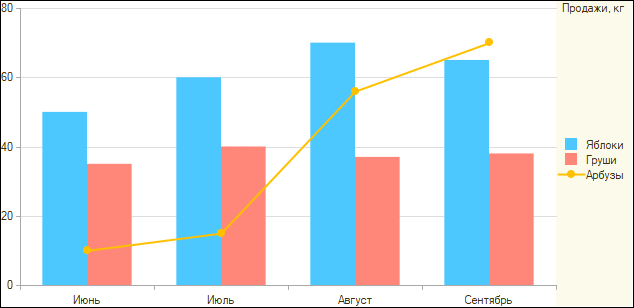 Продажи, кг
80
60
40
20
0
Июнь
Июль
Август
Сентябрь
Яблоки
Груши
Арбузы